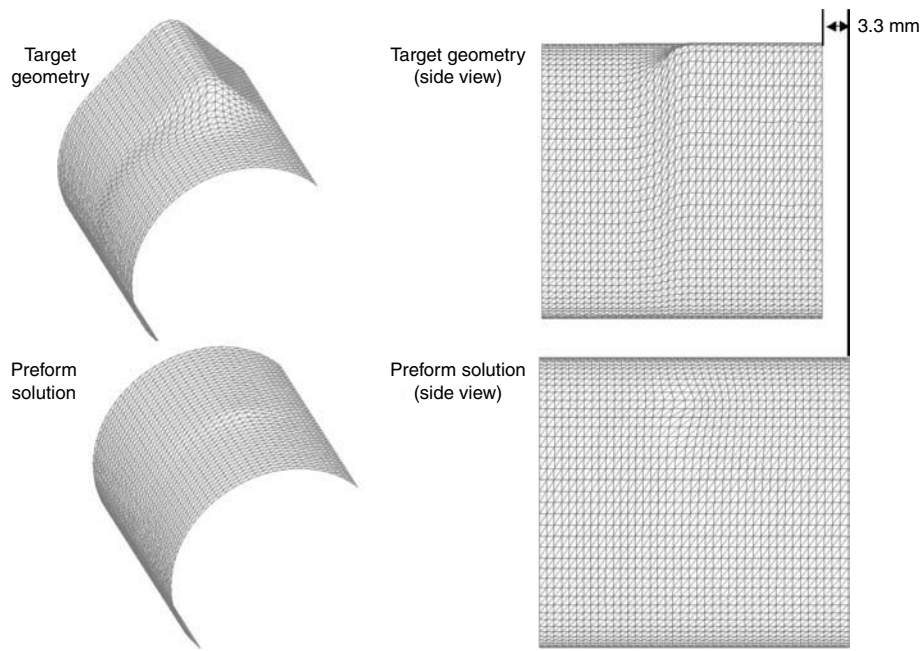 Target
geometry
Target geometry
(side view)
3.3 mm
Preform
solution
Preform solution
(side view)